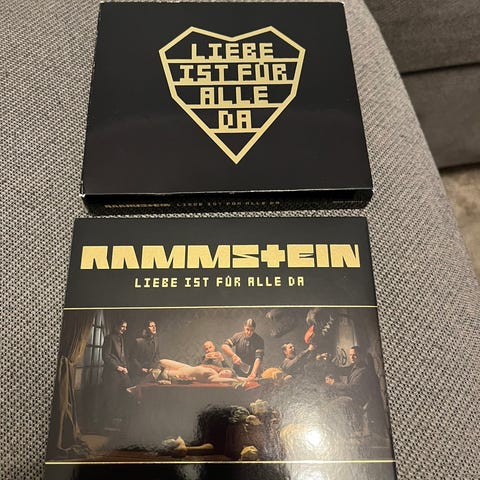 LIEBE
IST FÜR
ALLE
DA
RAMMSTEIN LIEBE IST FÜR ALLE DA
RAMMSTEIN
LIEBE IST FÜR ALLE DA